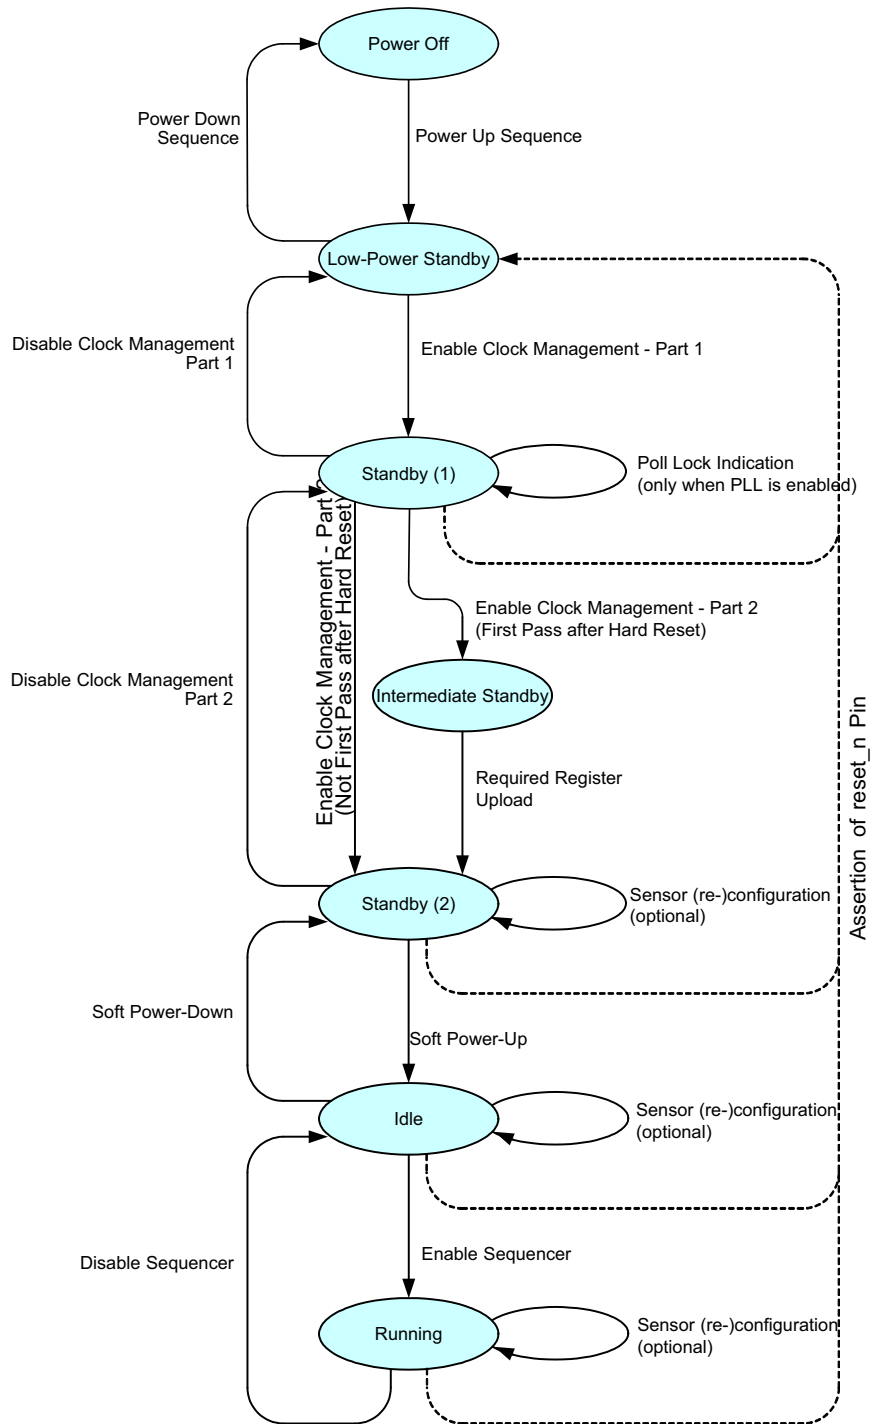 Power Off
Power Down
Sequence
Power Up Sequence
Low-Power Standby
Disable Clock Management
Part 1
Enable Clock Management - Part 1
Standby (1)
Poll Lock Indication
(only when PLL is enabled)
Enable Clock Management - Part
(Not First Pass after Hard Reset)
Enable Clock Management - Part 2
(First Pass after Hard Reset)
Disable Clock Management
Part 2
Intermediate Standby
Required Register
Upload
Assertion of reset_n Pin
Standby (2)
Sensor (re-)configuration
(optional)
Soft Power-Down
Soft Power-Up
Idle
Sensor (re-)configuration
(optional)
Disable Sequencer
Enable Sequencer
Running
Sensor (re-)configuration
(optional)